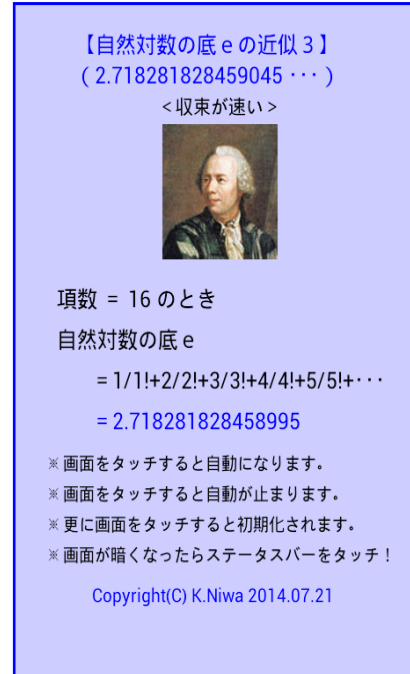 【自然対数の底 e の近似 3 】
( 2.718281828459045 ･･･ )
< 収束が速い >
項数 = 16 のとき
自然対数の底 e
= 1/1!+2/2!+3/3!+4/4!+5/5!+･･･
= 2.718281828458995
※ 画面をタッチすると自動になります。
※ 画面をタッチすると自動が止まります。
※ 更に画面をタッチすると初期化されます。
※ 画面が暗くなったらステータスバーをタッチ！
Copyright(C) K.Niwa 2014.07.21